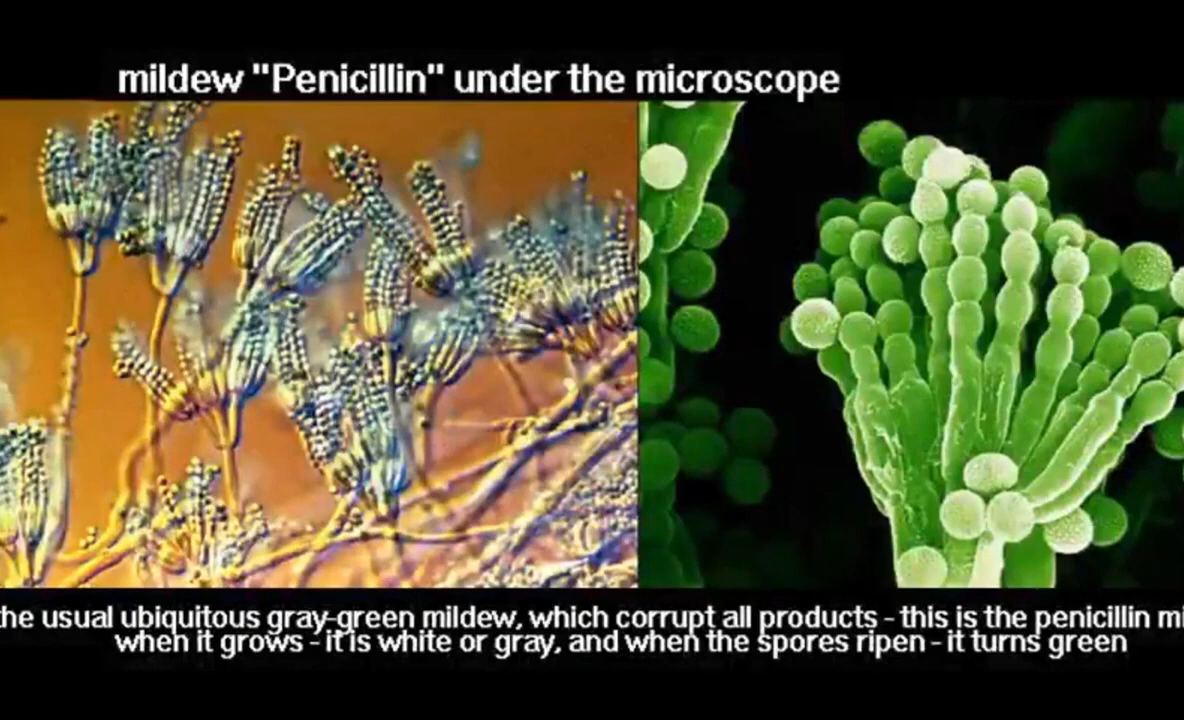 mildew "Penicillin" under the microscope
the usual ubiquitous gray-green mildew, which corrupt all products - this is the penicillin
when it grows - it is white or gray, and when the spores ripen - it turns green